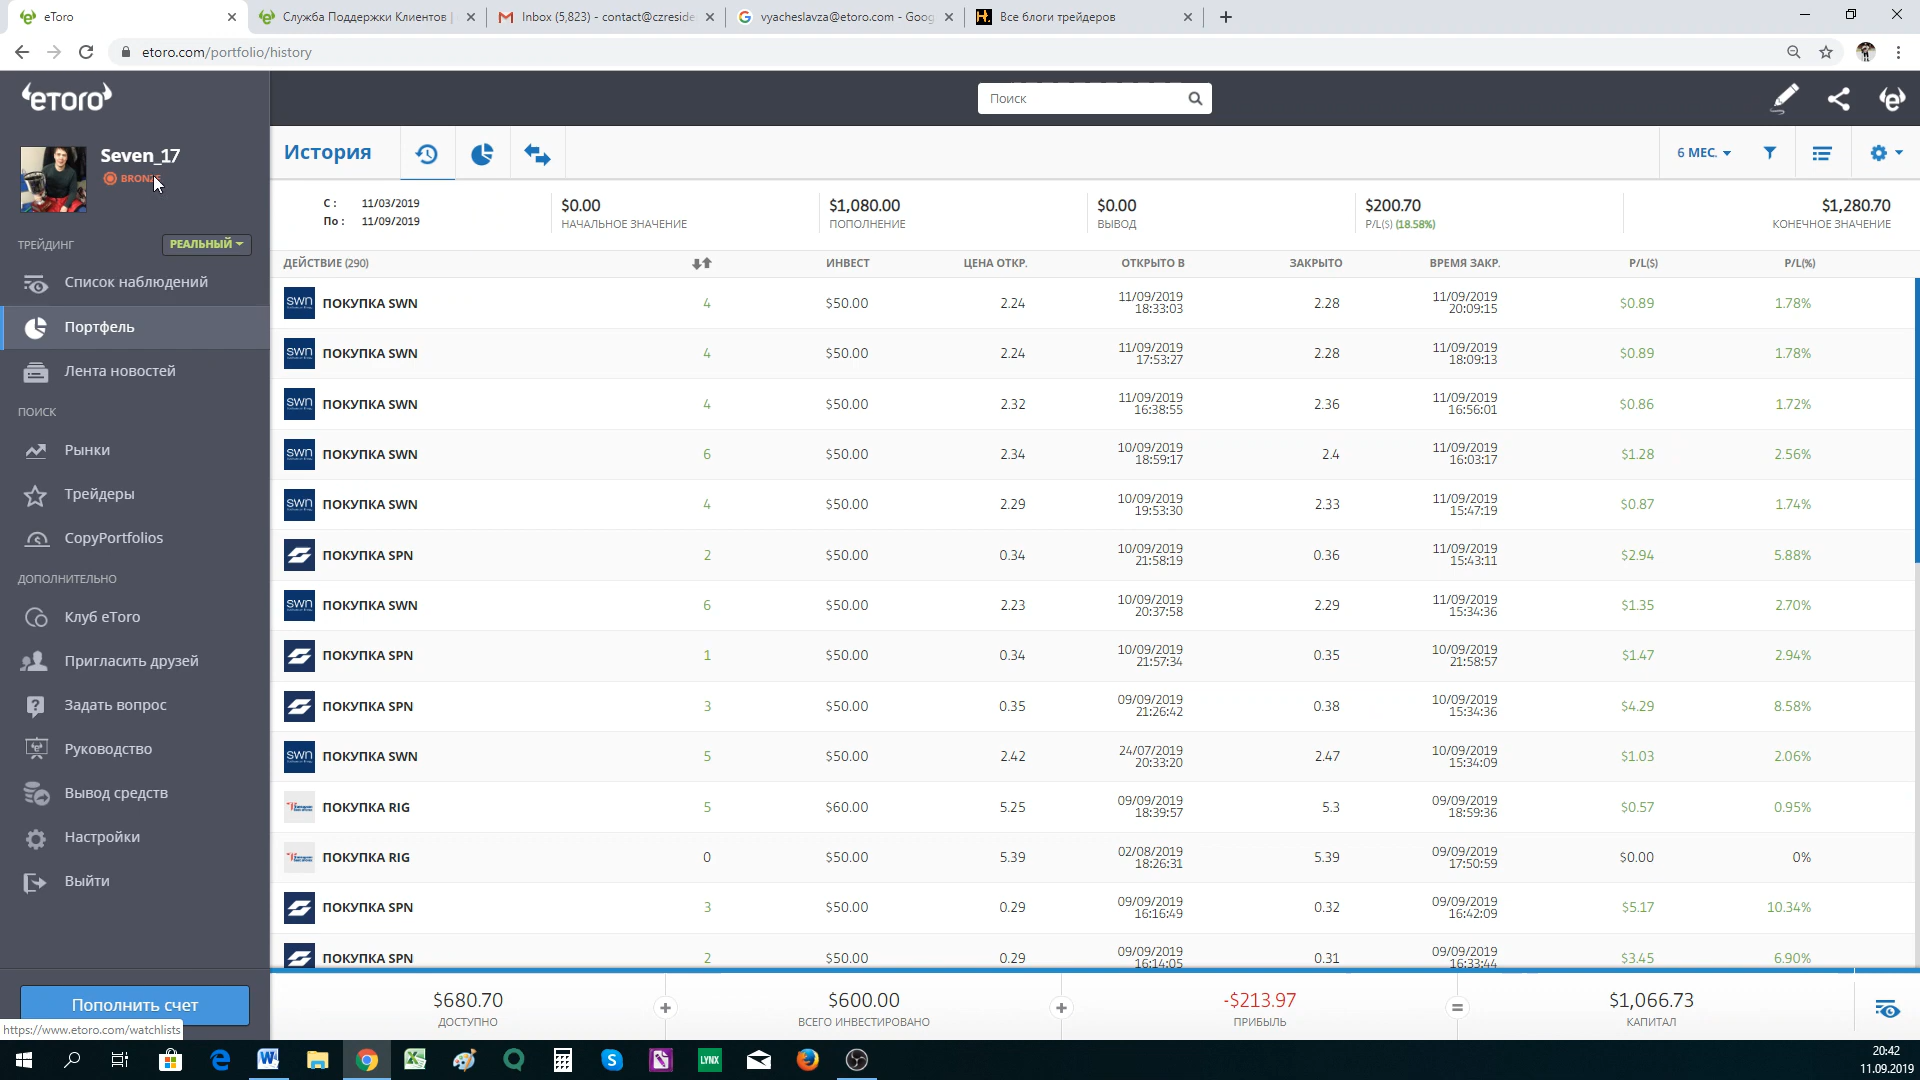 eToro
Служба Поддержки Клиентов |
Inbox (5,823) - contact@czreside
vyacheslavza@etoro.com - Goog
Все блоги трейдеров
etoro.com/portfolio/history
eToro
Поиск
Seven_17
BRONZE
ТРЕЙДИНГ
РЕАЛЬНЫЙ
Список наблюдений
Портфель
Лента новостей
ПОИСК
Рынки
Трейдеры
CopyPortfolios
ДОПОЛНИТЕЛЬНО
Клуб eToro
Пригласить друзей
Задать вопрос
Руководство
Вывод средств
Настройки
Выйти
Пополнить счет
https://www.etoro.com/watchlists
История
6 МЕС.
С : 11/03/2019
По : 11/09/2019
$0.00
НАЧАЛЬНОЕ ЗНАЧЕНИЕ
$1,080.00
ПОПОЛНЕНИЕ
$0.00
ВЫВОД
$200.70
P/L($) (18.58%)
$1,280.70
КОНЕЧНОЕ ЗНАЧЕНИЕ
ДЕЙСТВИЕ (290) ИНВЕСТ ЦЕНА ОТКР. ОТКРЫТО В ЗАКРЫТО ВРЕМЯ ЗАКР. P/L($) P/L(%)
swn ПОКУПКА SWN 4 $50.00 2.24 11/09/2019 18:33:03 2.28 11/09/2019 20:09:15 $0.89 1.78%
swn ПОКУПКА SWN 4 $50.00 2.24 11/09/2019 17:53:27 2.28 11/09/2019 18:09:13 $0.89 1.78%
swn ПОКУПКА SWN 4 $50.00 2.32 11/09/2019 16:38:55 2.36 11/09/2019 16:56:01 $0.86 1.72%
swn ПОКУПКА SWN 6 $50.00 2.34 10/09/2019 18:59:17 2.4 11/09/2019 16:03:17 $1.28 2.56%
swn ПОКУПКА SWN 4 $50.00 2.29 10/09/2019 19:53:30 2.33 11/09/2019 15:47:19 $0.87 1.74%
ПОКУПКА SPN 2 $50.00 0.34 10/09/2019 21:58:19 0.36 11/09/2019 15:43:11 $2.94 5.88%
swn ПОКУПКА SWN 6 $50.00 2.23 10/09/2019 20:37:58 2.29 11/09/2019 15:34:36 $1.35 2.70%
ПОКУПКА SPN 1 $50.00 0.34 10/09/2019 21:57:34 0.35 10/09/2019 21:58:57 $1.47 2.94%
ПОКУПКА SPN 3 $50.00 0.35 09/09/2019 21:26:42 0.38 10/09/2019 15:34:36 $4.29 8.58%
swn ПОКУПКА SWN 5 $50.00 2.42 24/07/2019 20:33:20 2.47 10/09/2019 15:34:09 $1.03 2.06%
ПОКУПКА RIG 5 $60.00 5.25 09/09/2019 18:39:57 5.3 09/09/2019 18:59:36 $0.57 0.95%
ПОКУПКА RIG 0 $50.00 5.39 02/08/2019 18:26:31 5.39 09/09/2019 17:50:59 $0.00 0%
ПОКУПКА SPN 3 $50.00 0.29 09/09/2019 16:16:49 0.32 09/09/2019 16:42:09 $5.17 10.34%
ПОКУПКА SPN 2 $50.00 0.29 09/09/2019 16:14:05 0.31 09/09/2019 16:33:44 $3.45 6.90%
$680.70
ДОСТУПНО
$600.00
ВСЕГО ИНВЕСТИРОВАНО
-$213.97
ПРИБЫЛЬ
$1,066.73
КАПИТАЛ
LYNX
20:42
11.09.2019